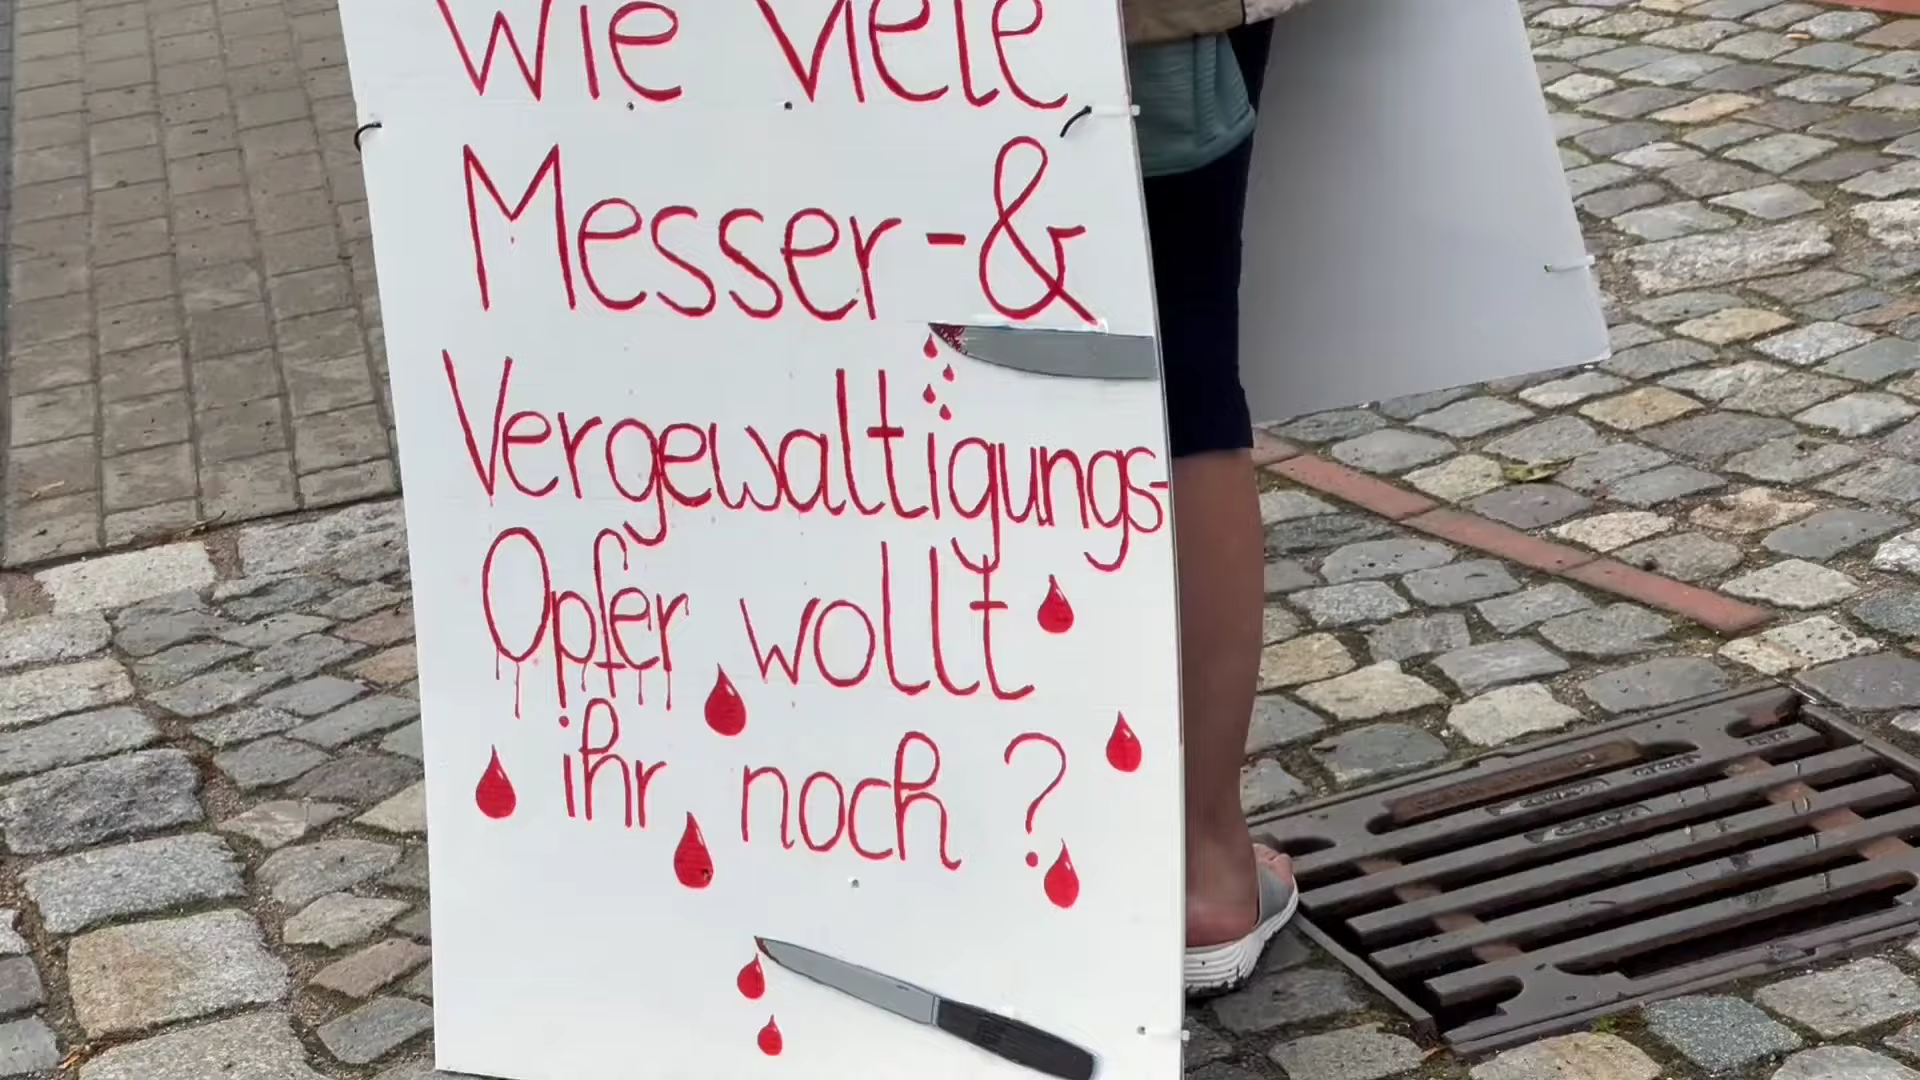 Wie viele
Messer-&
Vergewaltigungs-
Opfer wollt
ihr noch?